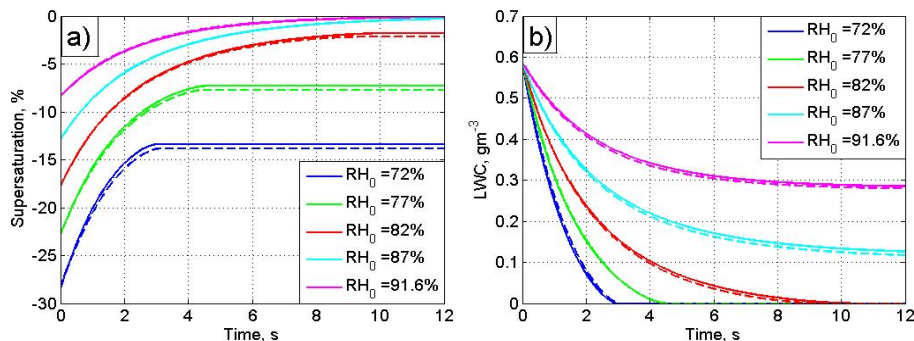 a)
Supersaturation, %
0
-5
-10
-15
-20
-25
-30
0 2 4 6 8 10 12
Time, s
RH₀ =72%
RH₀ =77%
RH₀ =82%
RH₀ =87%
RH₀ =91.6%
b)
LWC, gm⁻³
0.7
0.6
0.5
0.4
0.3
0.2
0.1
0
0 2 4 6 8 10 12
Time, s
RH₀ =72%
RH₀ =77%
RH₀ =82%
RH₀ =87%
RH₀ =91.6%